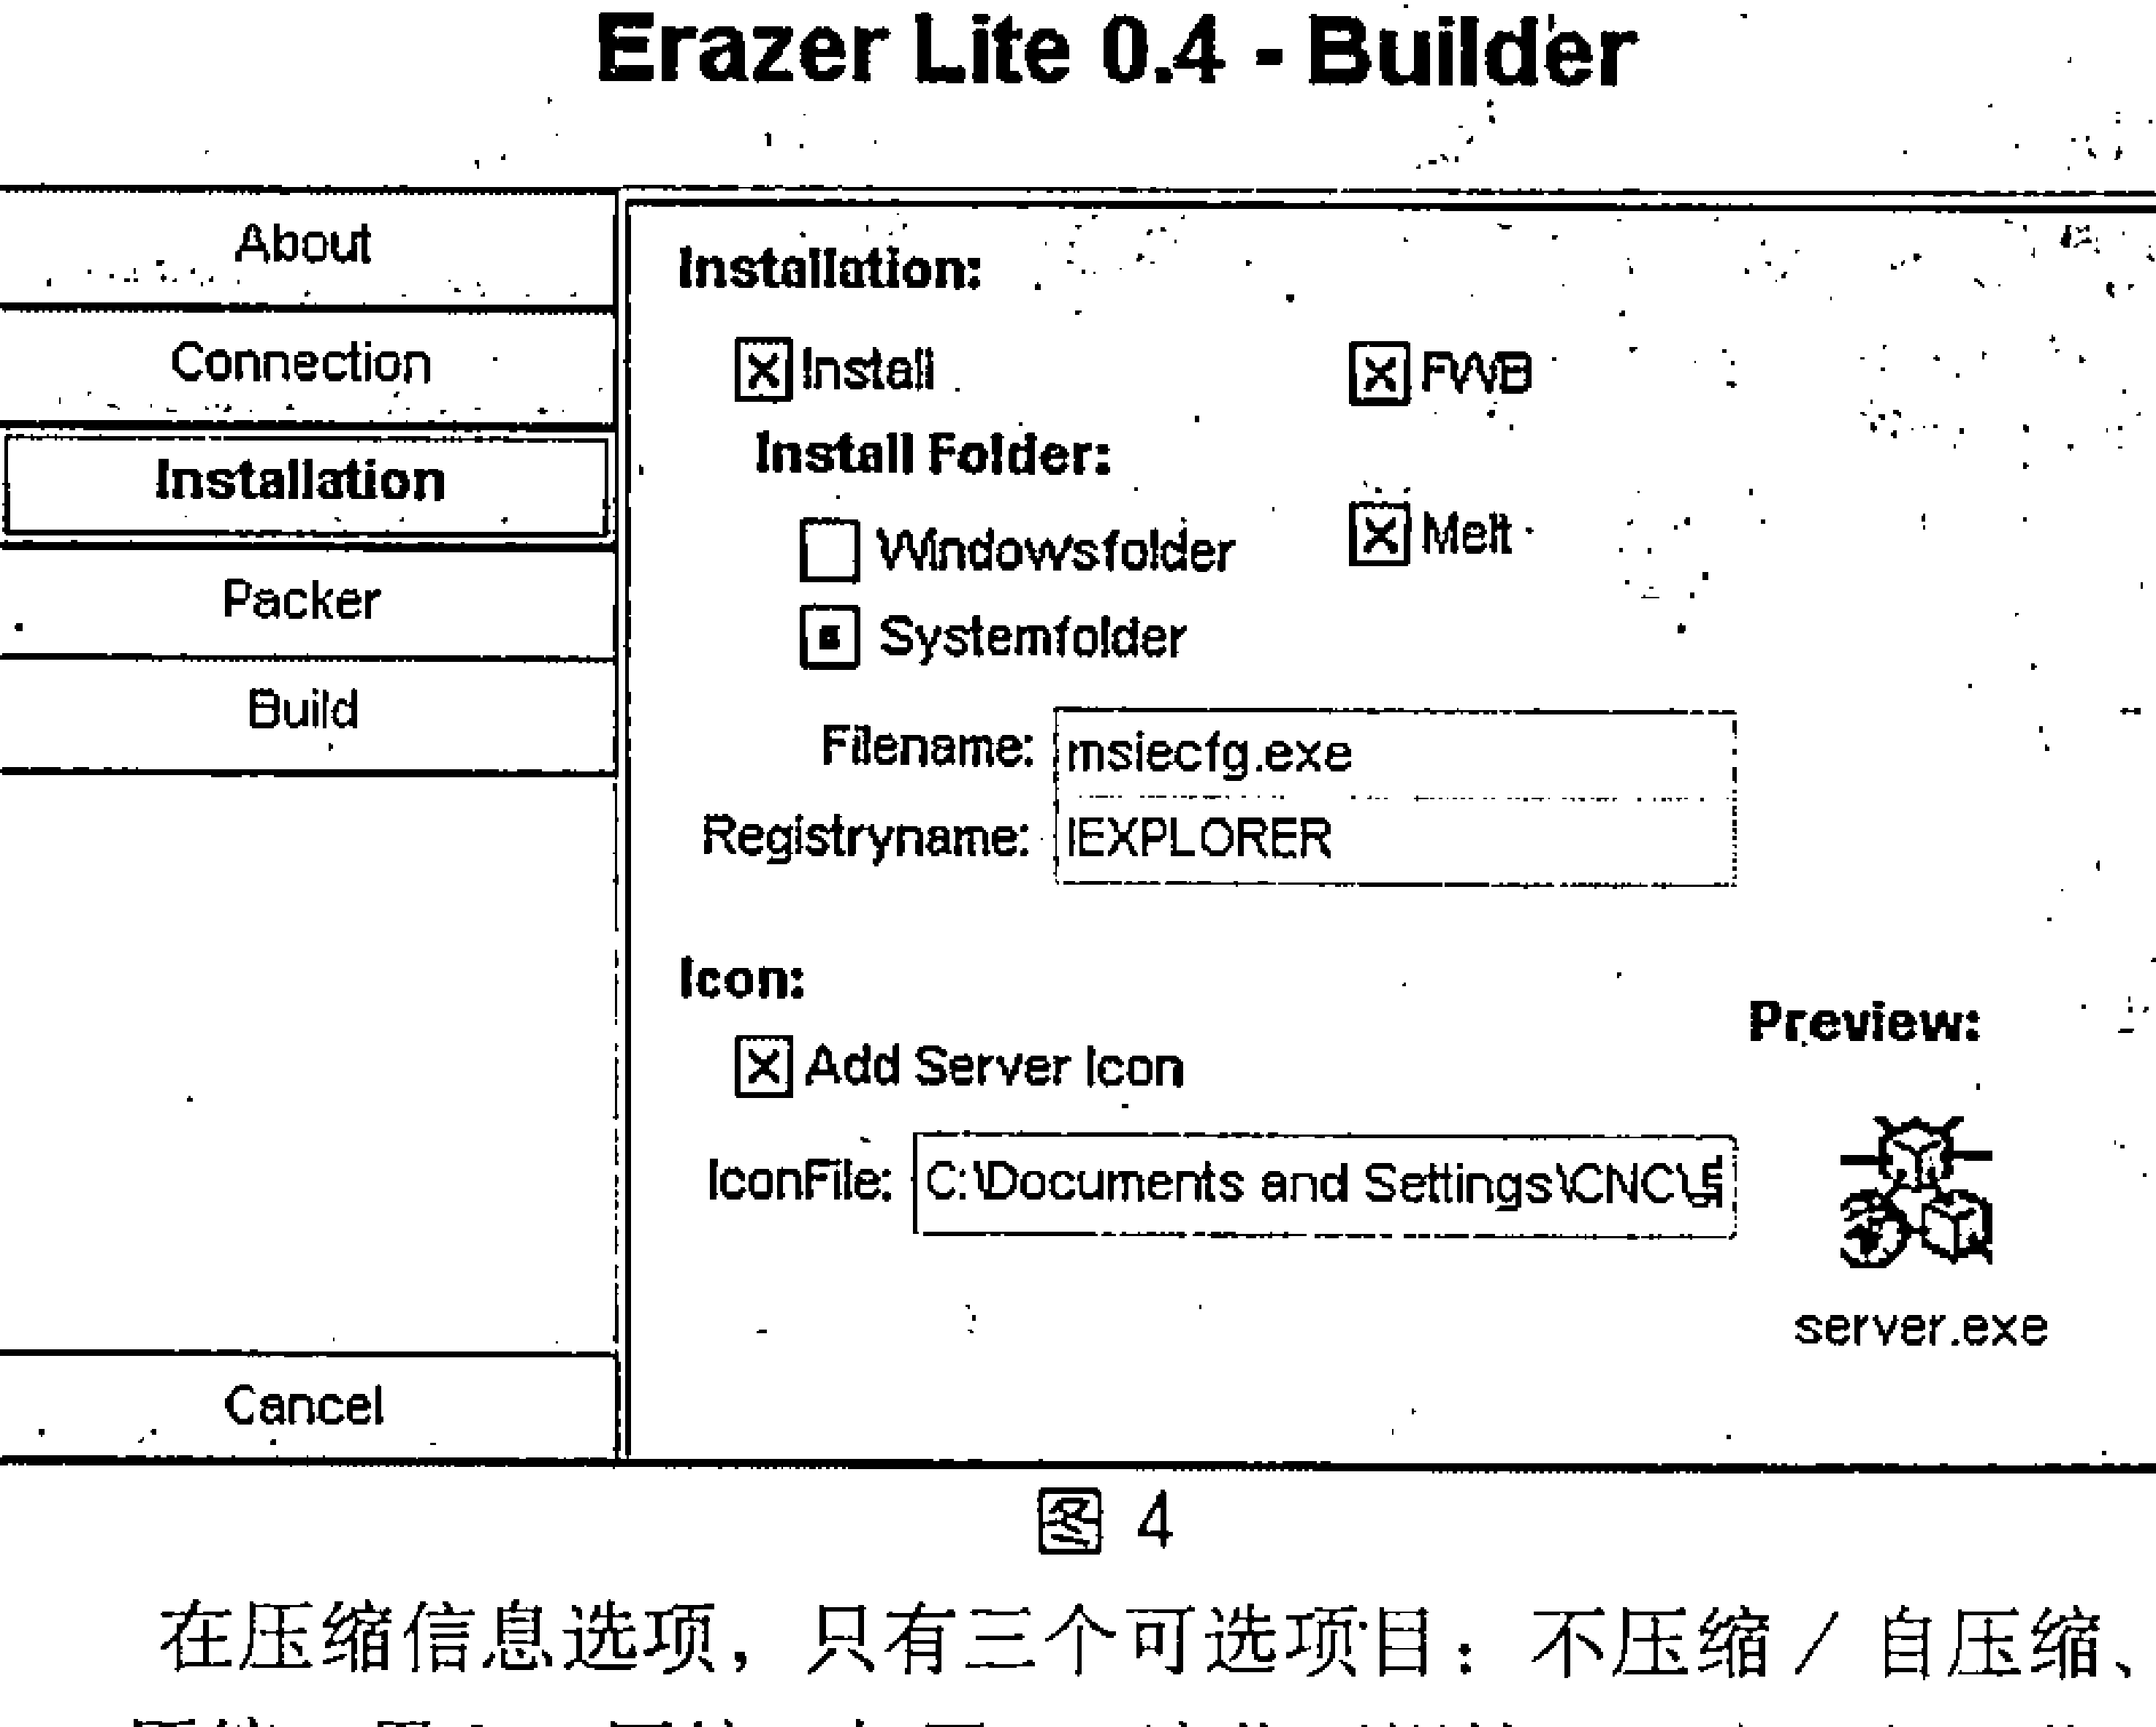 Erazer Lite 0.4 - Builder
About
Connection
Installation
Packer
Build
Cancel
Installation:
Install
FWB
Install Folder:
Windowsfolder
Melt
Systemfolder
Filename: msiecfg.exe
Registryname: IEXPLORER
Icon:
Preview:
Add Server Icon
IconFile: C:\Documents and Settings\CNC\
server.exe
图 4
在压缩信息选项，只有三个可选项目：不压缩/自压缩、